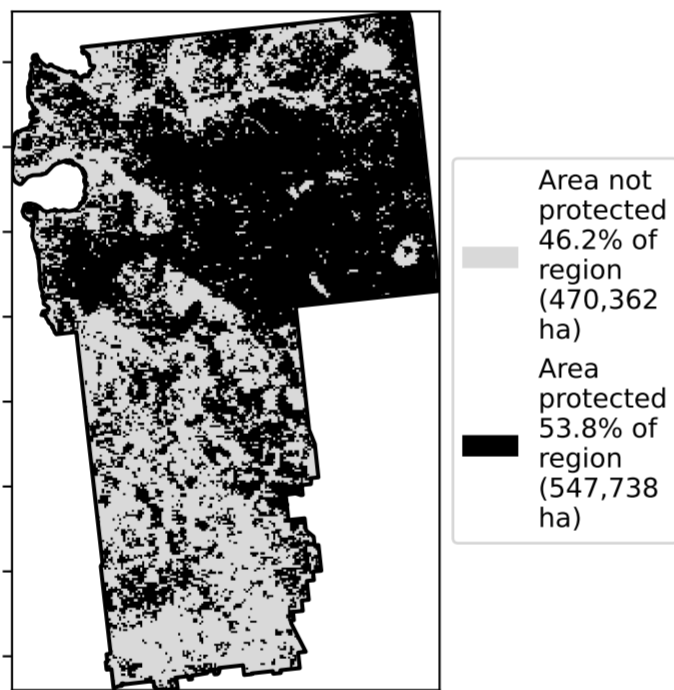 Area not
protected
46.2% of
region
(470,362
ha)
Area
protected
53.8% of
region
(547,738
ha)